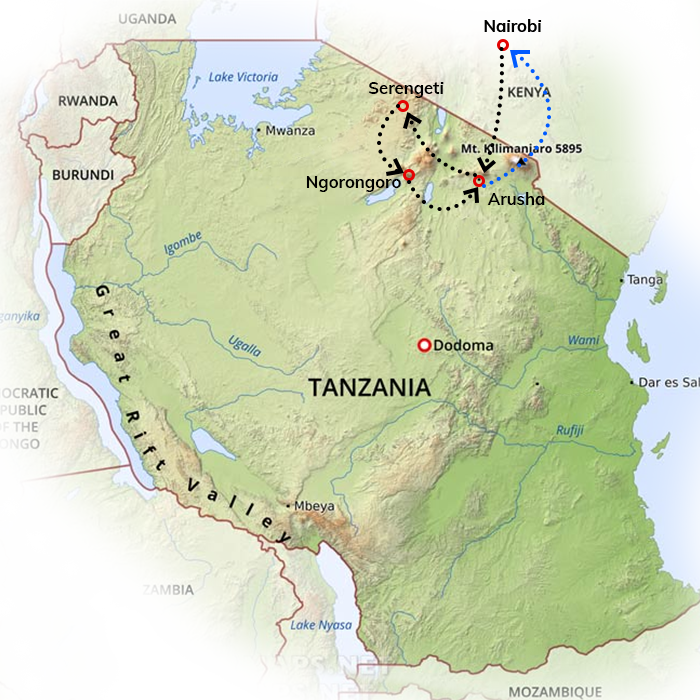 UGANDA
Nairobi
Lake Victoria
Serengeti
KENYA
RWANDA
Mwanza
Mt. Kilimanjaro 5895
BURUNDI
Ngorongoro
Arusha
Igombe
Tanga
Great Rift Valley
ganyika
Ugalla
Dodoma
Wami
TANZANIA
Dar es Sal
OCRATIC
PUBLIC
OF THE
ONGO
Rufiji
Mbeya
ZAMBIA
Lake Nyasa
MOZAMBIQUE